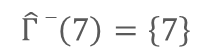 Γ̂ ⁻(7) = {7}